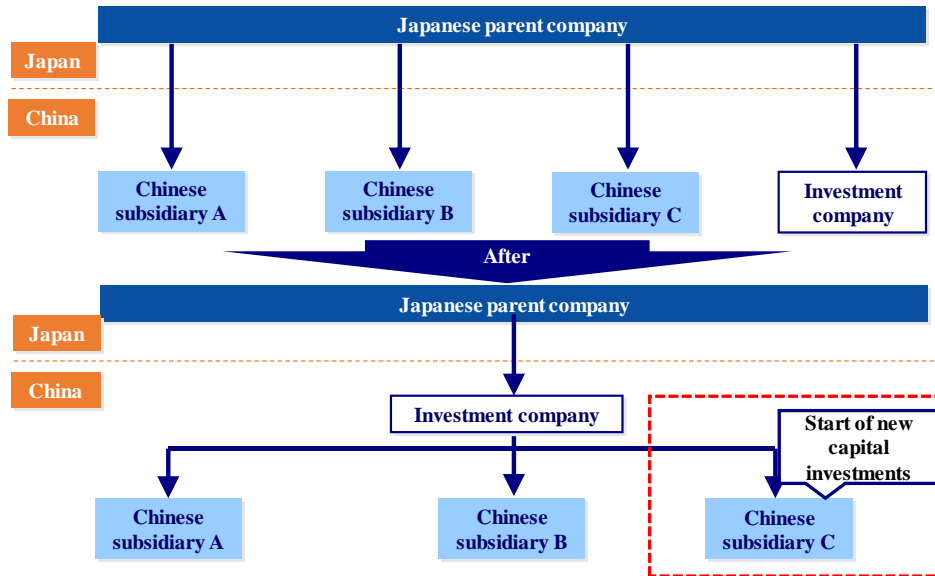 Japanese parent company
Japan
China
Chinese
subsidiary A
Chinese
subsidiary B
Chinese
subsidiary C
Investment
company
After
Japanese parent company
Japan
China
Investment company
Start of new
capital
investments
Chinese
subsidiary A
Chinese
subsidiary B
Chinese
subsidiary C